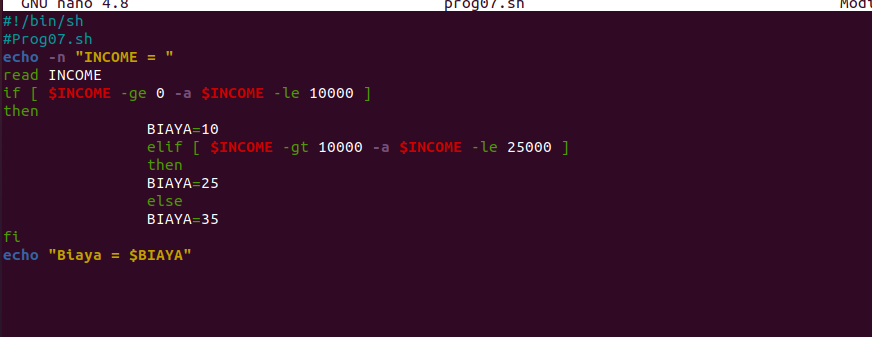 GNU nano 4.8 prog07.sh Modi
#!/bin/sh
#Prog07.sh
echo -n "INCOME = "
read INCOME
if [ $INCOME -ge 0 -a $INCOME -le 10000 ]
then
BIAYA=10
elif [ $INCOME -gt 10000 -a $INCOME -le 25000 ]
then
BIAYA=25
else
BIAYA=35
fi
echo "Biaya = $BIAYA"